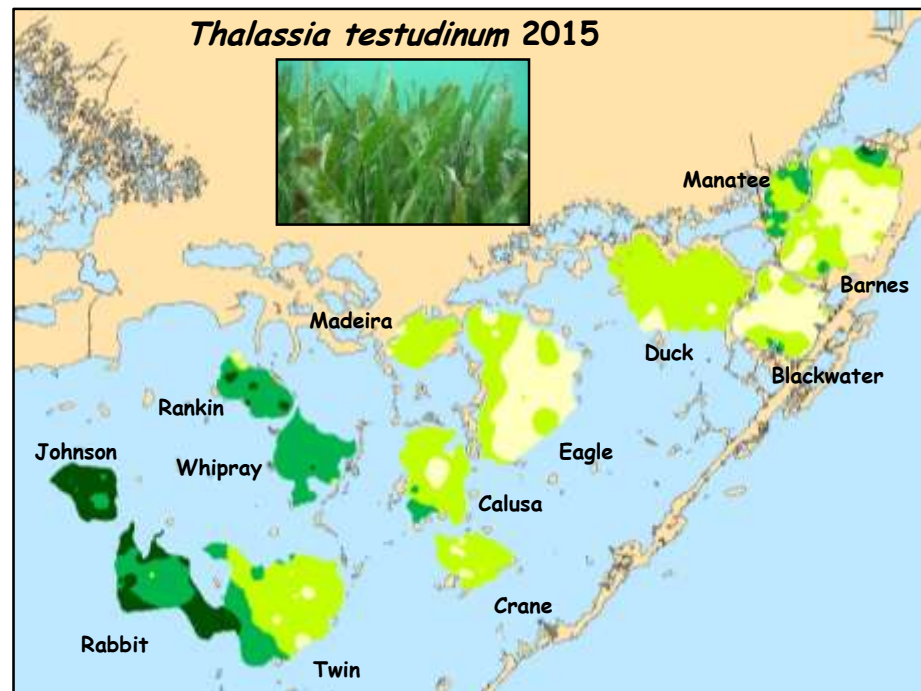 Thalassia testudinum 2015
Manatee
Barnes
Madeira
Duck
Blackwater
Rankin
Johnson
Whipray
Eagle
Calusa
Crane
Rabbit
Twin